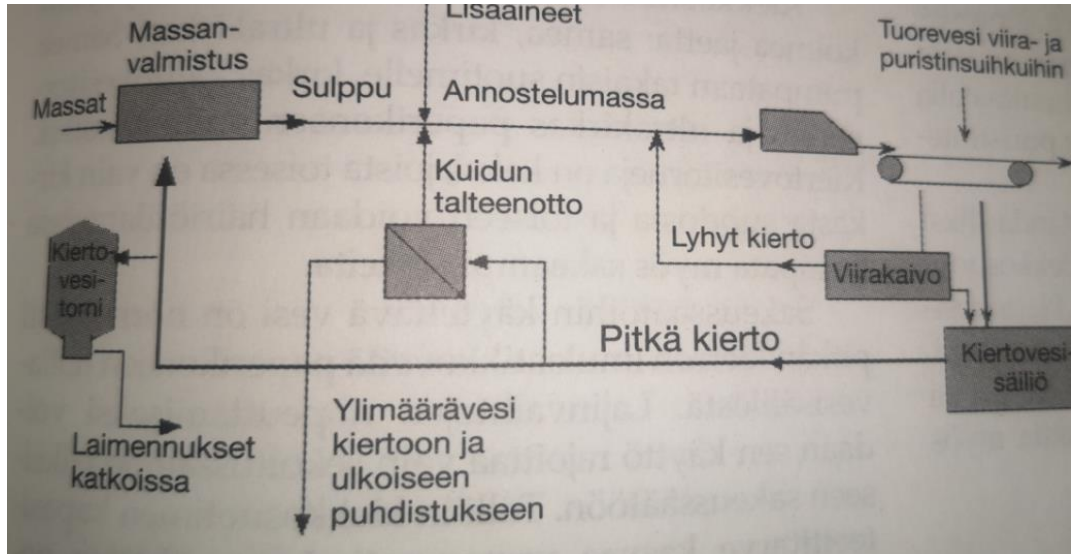 Lisäaineet
Massan-
valmistus
Massat
Sulppu
Annostelumassa
Tuorevesi viira- ja
puristinsuihkuihin
Kuidun
talteenotto
Kierto-
vesi-
torni
Lyhyt kierto
Viirakaivo
Pitkä kierto
Kiertovesi-
säiliö
Laimennukset
katkoissa
Ylimäärävesi
kiertoon ja
ulkoiseen
puhdistukseen